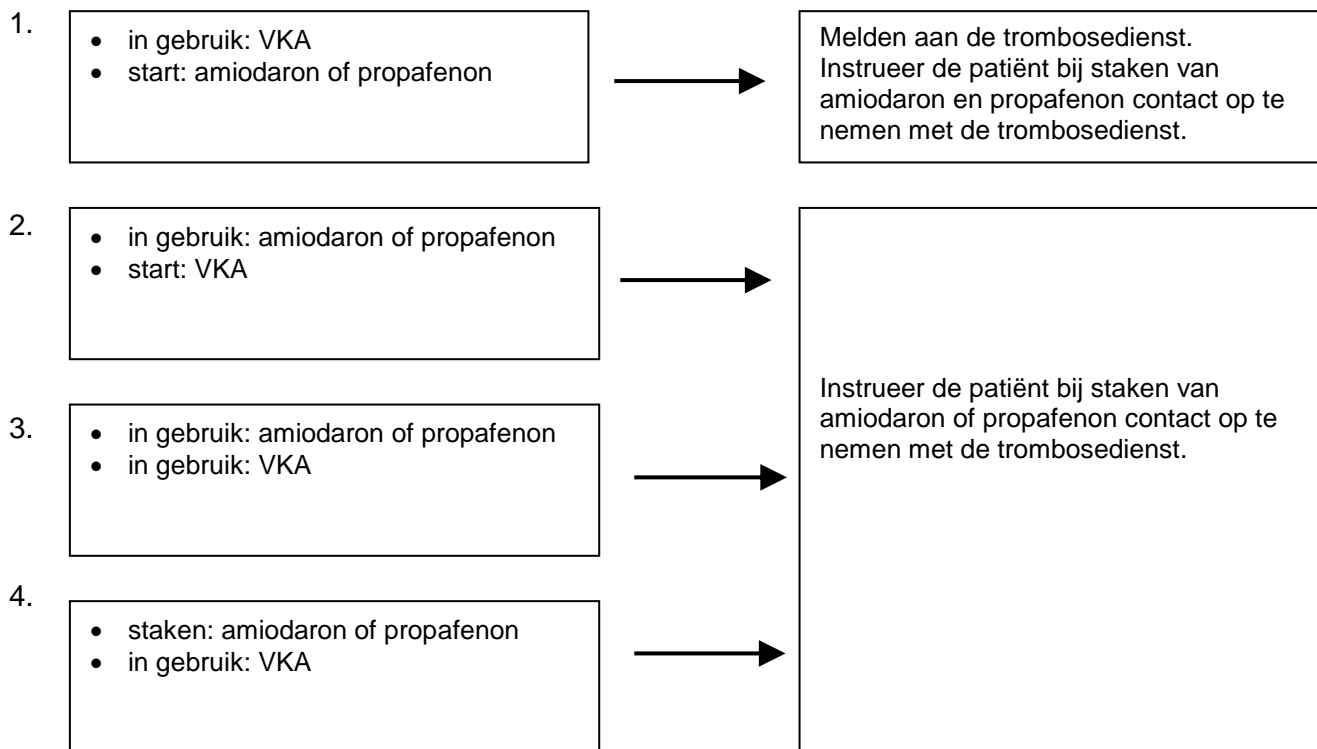 1.
• in gebruik: VKA
• start: amiodaron of propafenon
Melden aan de trombosedienst.
Instrueer de patiënt bij staken van
amiodaron en propafenon contact op te
nemen met de trombosedienst.
2.
• in gebruik: amiodaron of propafenon
• start: VKA
3.
• in gebruik: amiodaron of propafenon
• in gebruik: VKA
Instrueer de patiënt bij staken van
amiodaron of propafenon contact op te
nemen met de trombosedienst.
4.
• staken: amiodaron of propafenon
• in gebruik: VKA